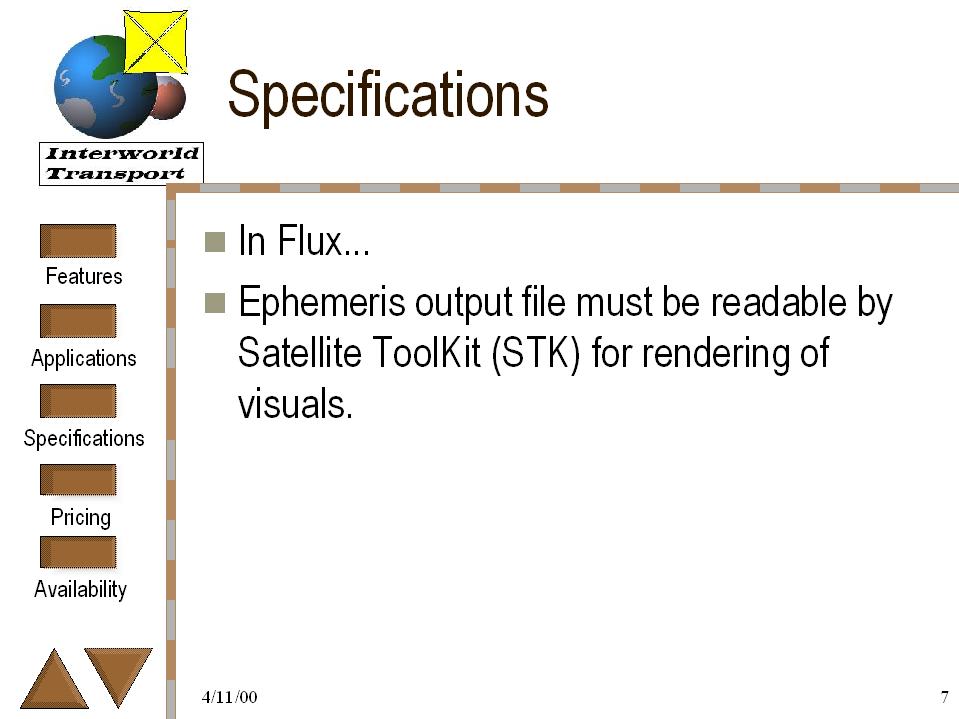 Specifications
Interworld
Transport
In Flux...
Ephemeris output file must be readable by
Satellite ToolKit (STK) for rendering of
visuals.
Features
Applications
Specifications
Pricing
Availability
4/11/00
7